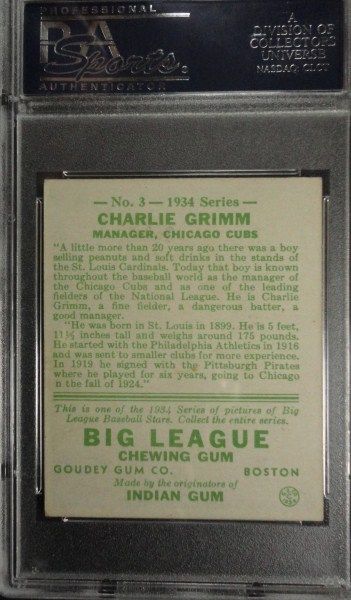 PROFESSIONAL
PSA
Sports
AUTHENTICATOR
A
DIVISION OF
COLLECTORS
UNIVERSE
NASDAQ: CLCT
— No. 3 — 1934 Series —
CHARLIE GRIMM
MANAGER, CHICAGO CUBS
"A little more than 20 years ago there was a boy
selling peanuts and soft drinks in the stands of
the St. Louis Cardinals. Today that boy is known
throughout the baseball world as the manager of
the Chicago Cubs and as one of the leading
fielders of the National League. He is Charlie
Grimm, a fine fielder, a dangerous batter, a
good manager.
"He was born in St. Louis in 1899. He is 5 feet,
11½ inches tall and weighs around 175 pounds.
He started with the Philadelphia Athletics in 1916
and was sent to smaller clubs for more experience.
In 1919 he signed with the Pittsburgh Pirates
where he played for six years, going to Chicago
n the fall of 1924."
This is one of the 1934 Series of pictures of Big
League Baseball Stars. Collect the entire series.
BIG LEAGUE
CHEWING GUM
GOUDEY GUM CO. BOSTON
Made by the originators of
INDIAN GUM